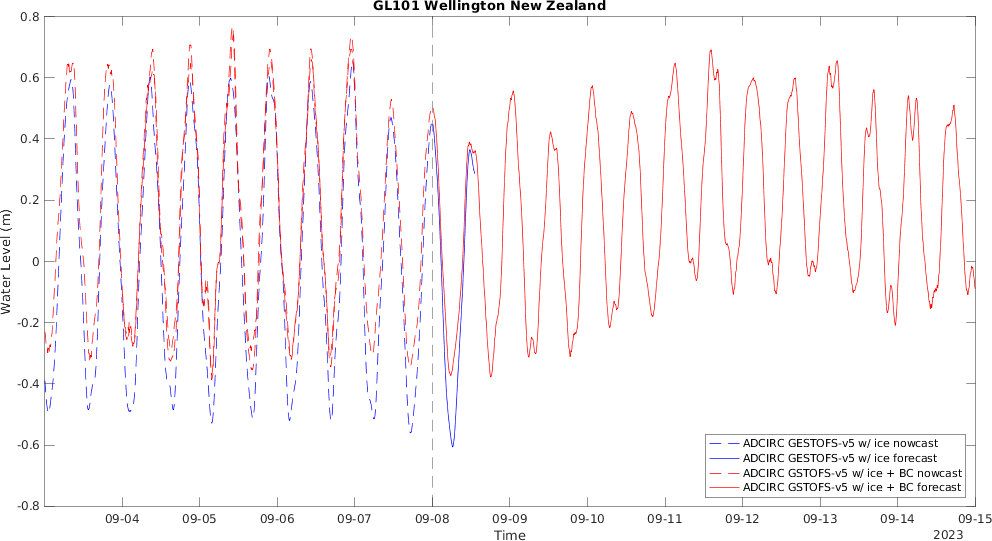 GL101 Wellington New Zealand
0.8
0.6
0.4
0.2
0
-0.2
-0.4
-0.6
-0.8
Water Level (m)
ADCIRC GESTOFS-v5 w/ ice nowcast
ADCIRC GESTOFS-v5 w/ ice forecast
ADCIRC GSTOFS-v5 w/ ice + BC nowcast
ADCIRC GSTOFS-v5 w/ ice + BC forecast
09-04 09-05 09-06 09-07 09-08 09-09 09-10 09-11 09-12 09-13 09-14 09-15
Time
2023